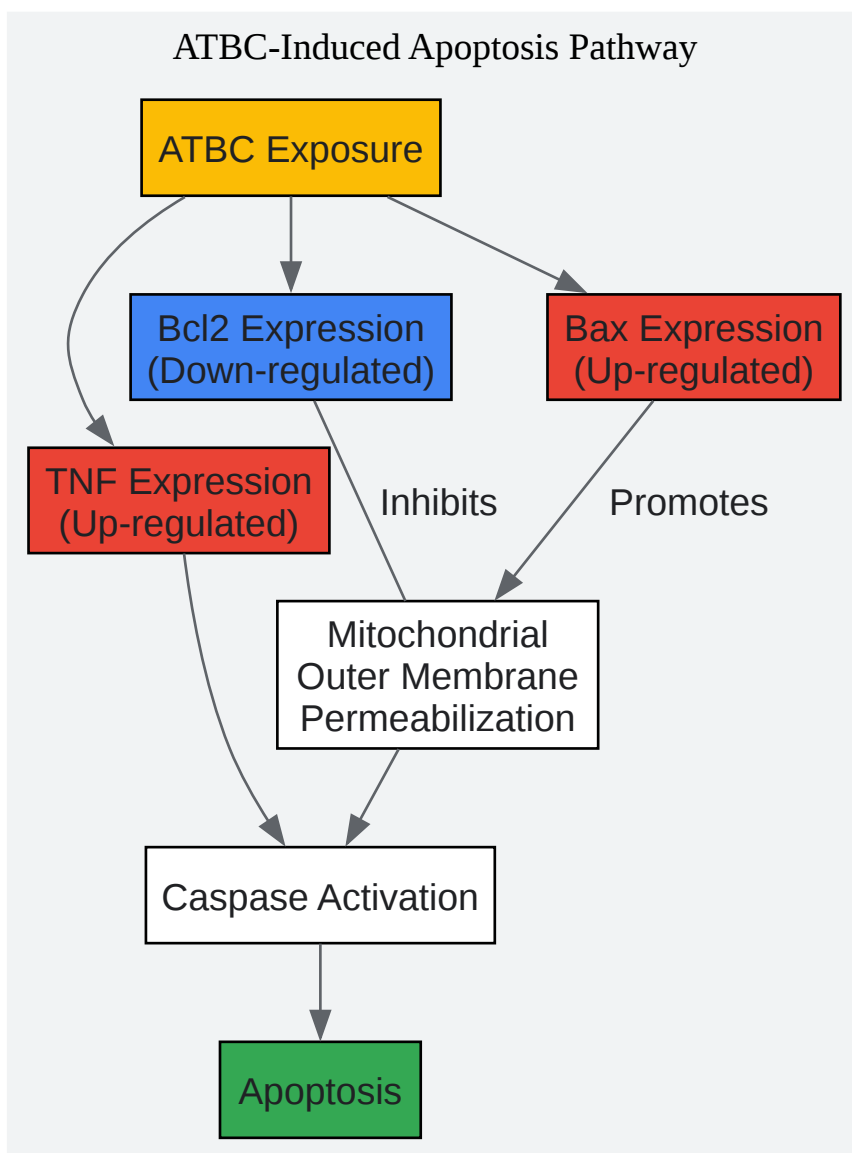 ATBC-Induced Apoptosis Pathway
ATBC Exposure
Bcl2 Expression
(Down-regulated)
Bax Expression
(Up-regulated)
TNF Expression
(Up-regulated)
Inhibits
Promotes
Mitochondrial
Outer Membrane
Permeabilization
Caspase Activation
Apoptosis